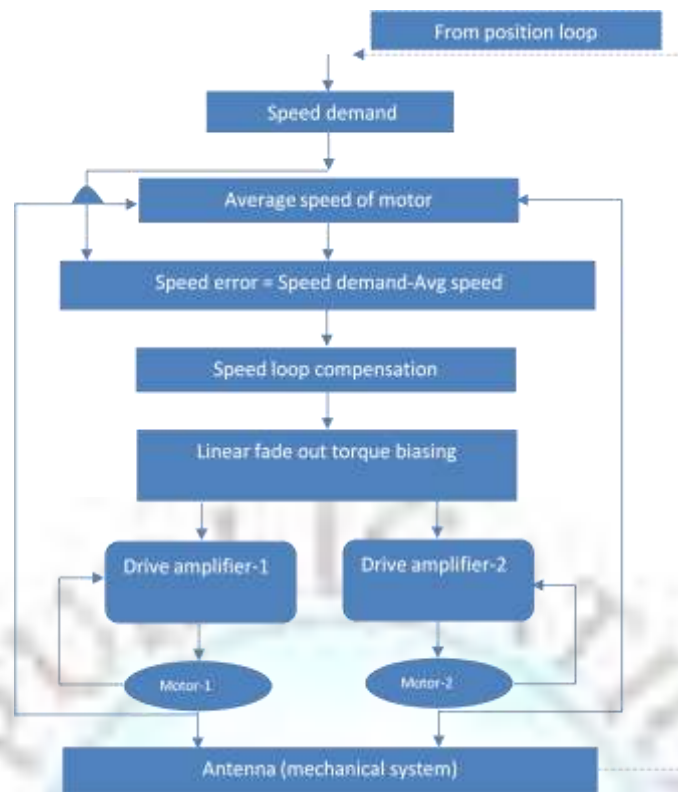 From position loop
Speed demand
Average speed of motor
Speed error = Speed demand-Avg speed
Speed loop compensation
Linear fade out torque biasing
Drive amplifier-1
Drive amplifier-2
Motor-1
Motor-2
Antenna (mechanical system)